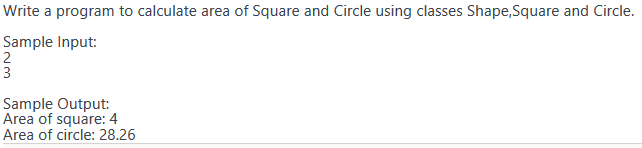 Write a program to calculate area of Square and Circle using classes Shape,Square and Circle.
Sample Input:
2
3
Sample Output:
Area of square: 4
Area of circle: 28.26